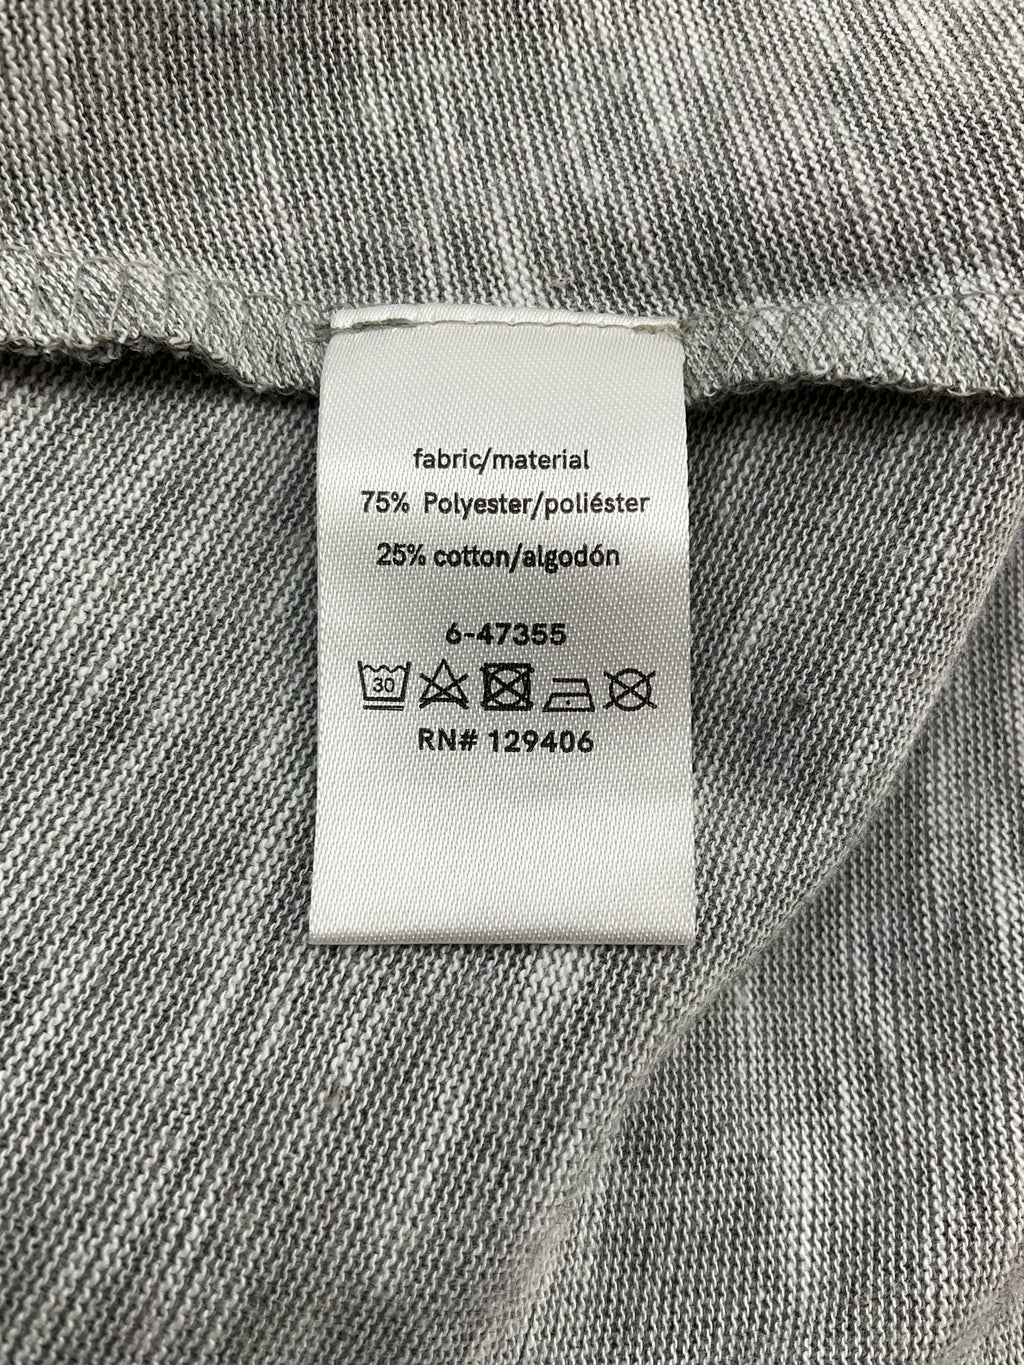 fabric/material
75% Polyester/poliéster
25% cotton/algodón
6-47355
30
RN# 129406